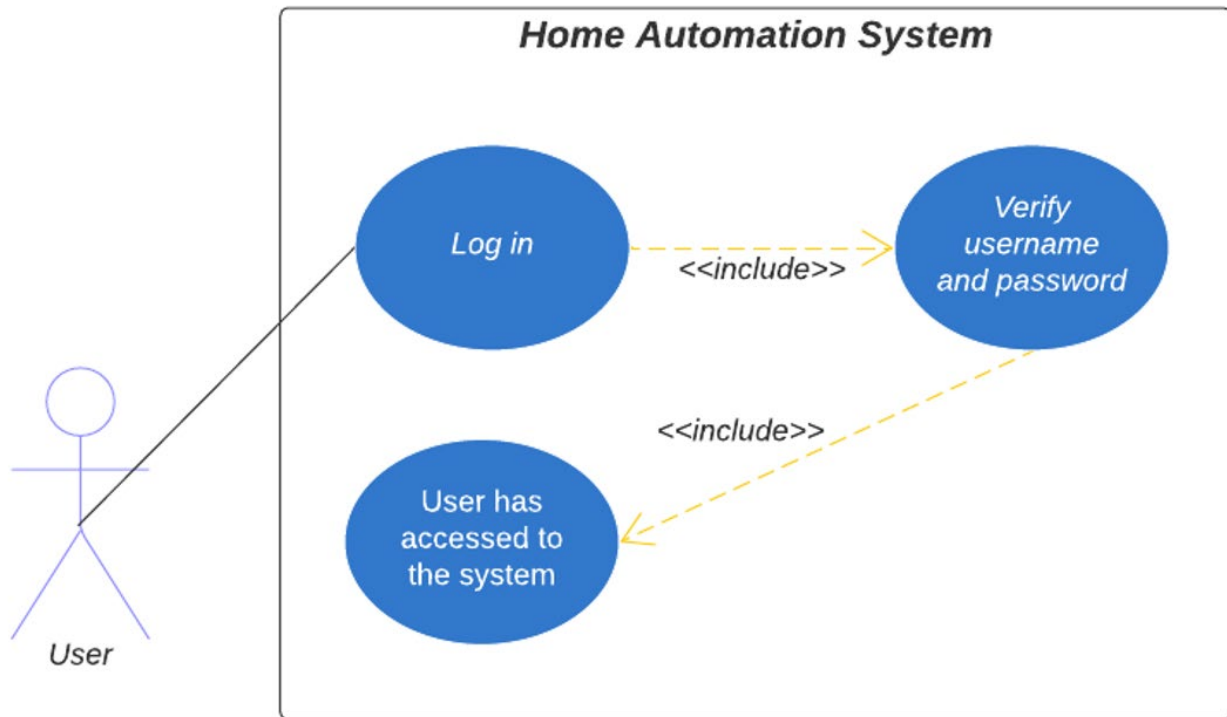 Home Automation System
Log in
<<include>>
Verify
username
and password
<<include>>
User has
accessed to
the system
User